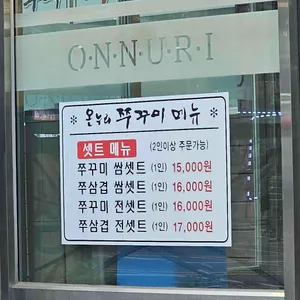 O·N·N·U·R·I
* 온누리 쭈꾸미 메뉴 *
셋트 메뉴 (2인이상 주문가능)
쭈꾸미 쌈셋트 (1인) 15,000원
쭈삼겹 쌈셋트 (1인) 16,000원
쭈꾸미 전셋트 (1인) 16,000원
쭈삼겹 전셋트 (1인) 17,000원